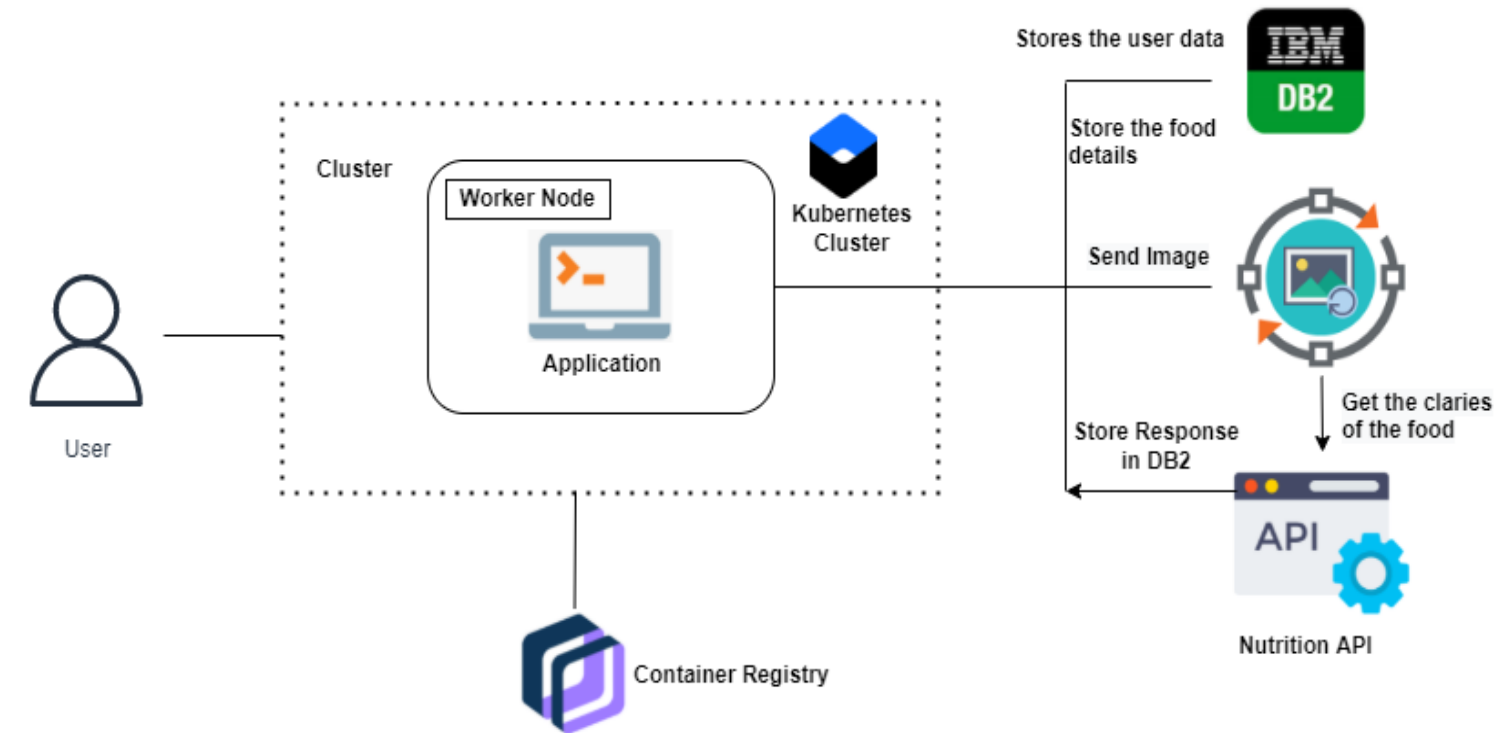 Stores the user data
IBM
DB2
Store the food
details
Cluster
Worker Node
Kubernetes
Cluster
Send Image
Application
User
Get the claries
of the food
Store Response
in DB2
API
Nutrition API
Container Registry